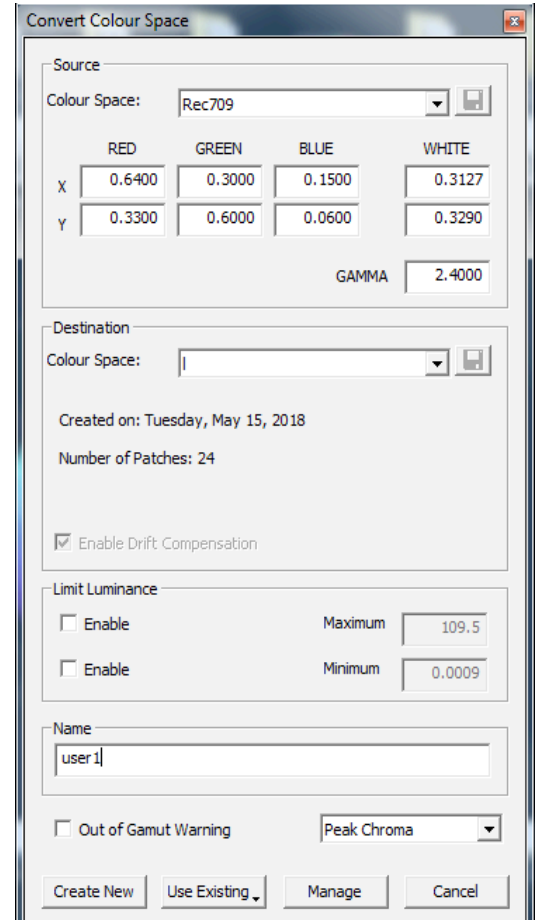 Convert Colour Space
Source
Colour Space: Rec709
RED GREEN BLUE WHITE
X 0.6400 0.3000 0.1500 0.3127
Y 0.3300 0.6000 0.0600 0.3290
GAMMA 2.4000
Destination
Colour Space: l
Created on: Tuesday, May 15, 2018
Number of Patches: 24
Enable Drift Compensation
Limit Luminance
Enable Maximum 109.5
Enable Minimum 0.0009
Name
user1
Out of Gamut Warning Peak Chroma
Create New Use Existing Manage Cancel